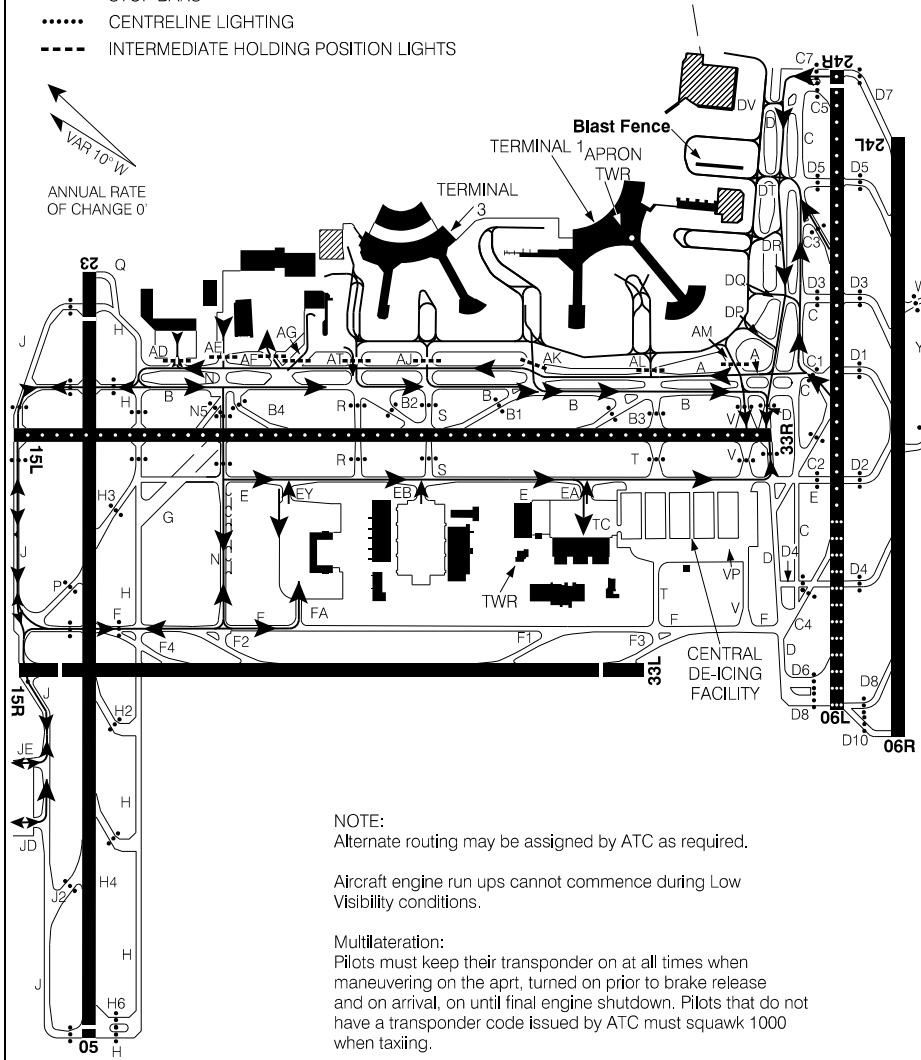 STOP BARS
CENTRELINE LIGHTING
INTERMEDIATE HOLDING POSITION LIGHTS
VAR 10° W
ANNUAL RATE
OF CHANGE 0'
Blast Fence
TERMINAL 1
APRON
TWR
TERMINAL
3
C7
24R
D7
C5
DV
D
C
24L
D5
D5
DT
DR
C3
DQ
D3
D3
C
DP
W
Y
23
Q
J
H
AD
AE
AF
AG
AT
AJ
AK
AL
AM
A
A
C1
D1
N
B
H
N5
B4
R
B2
S
B1
B
B3
B
V
D
C
15L
33R
R
S
T
V
C2
D2
H3
G
E
EY
EB
E
EA
E
TC
C
J
N
D
D4
P
H
TWR
VP
D4
T
V
F
F
F
F
FA
C4
F4
F2
F1
F3
D
15R
33L
CENTRAL
DE-ICING
FACILITY
D6
D8
D8
06L
D10
06R
J
H2
JE
H
JD
H4
J2
H
J
H6
05
H
NOTE:
Alternate routing may be assigned by ATC as required.
Aircraft engine run ups cannot commence during Low
Visibility conditions.
Multilateration:
Pilots must keep their transponder on at all times when
maneuvering on the aprt, turned on prior to brake release
and on arrival, on until final engine shutdown. Pilots that do not
have a transponder code issued by ATC must squawk 1000
when taxiing.